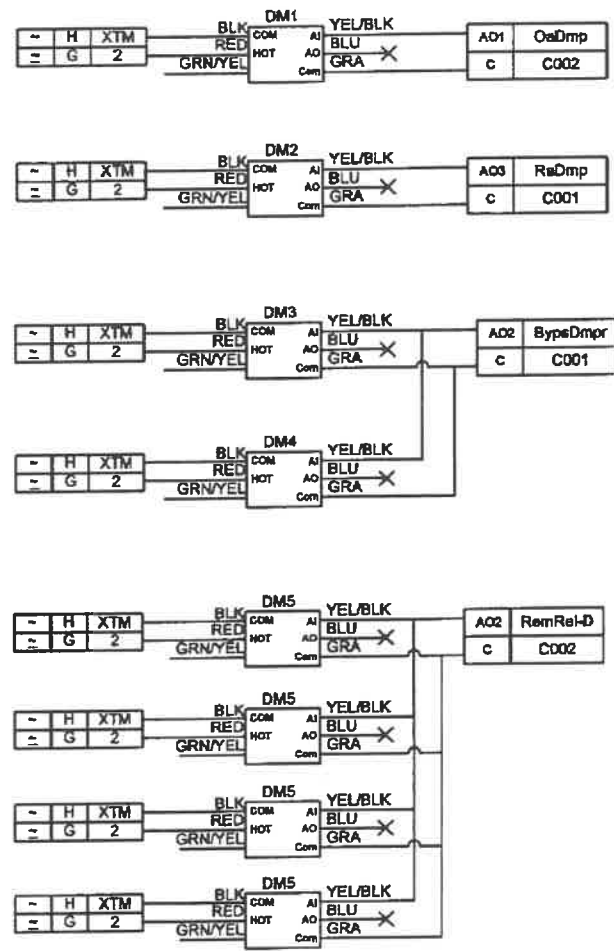 DM1
~ H XTM BLK COM AI YEL/BLK AO1 OaDmp
~ G 2 RED HOT AO BLU C C002
GRN/YEL Com GRA
DM2
~ H XTM BLK COM AI YEL/BLK AO3 RaDmp
~ G 2 RED HOT AO BLU C C001
GRN/YEL Com GRA
DM3
~ H XTM BLK COM AI YEL/BLK AO2 BypsDmpr
~ G 2 RED HOT AO BLU C C001
GRN/YEL Com GRA
DM4
~ H XTM BLK COM AI YEL/BLK
~ G 2 RED HOT AO BLU
GRN/YEL Com GRA
DM5
~ H XTM BLK COM AI YEL/BLK AO2 RemRel-D
~ G 2 RED HOT AO BLU C C002
GRN/YEL Com GRA
DM5
~ H XTM BLK COM AI YEL/BLK
~ G 2 RED HOT AO BLU
GRN/YEL Com GRA
DM5
~ H XTM BLK COM AI YEL/BLK
~ G 2 RED HOT AO BLU
GRN/YEL Com GRA
DM5
~ H XTM BLK COM AI YEL/BLK
~ G 2 RED HOT AO BLU
GRN/YEL Com GRA